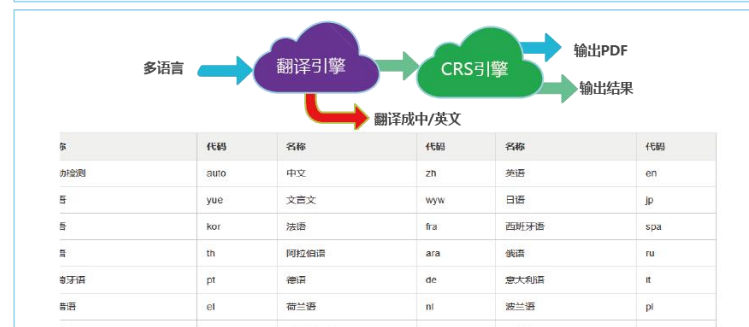 多语言 翻译引擎 CRS引擎 输出PDF
输出结果
翻译成中/英文
代码 名称 代码 名称 代码
auto 中文 zh 英语 en
yue 文言文 wyw 日语 jp
kor 法语 fra 西班牙语 spa
th 阿拉伯语 ara 俄语 ru
pt 德语 de 意大利语 it
el 荷兰语 nl 波兰语 pl